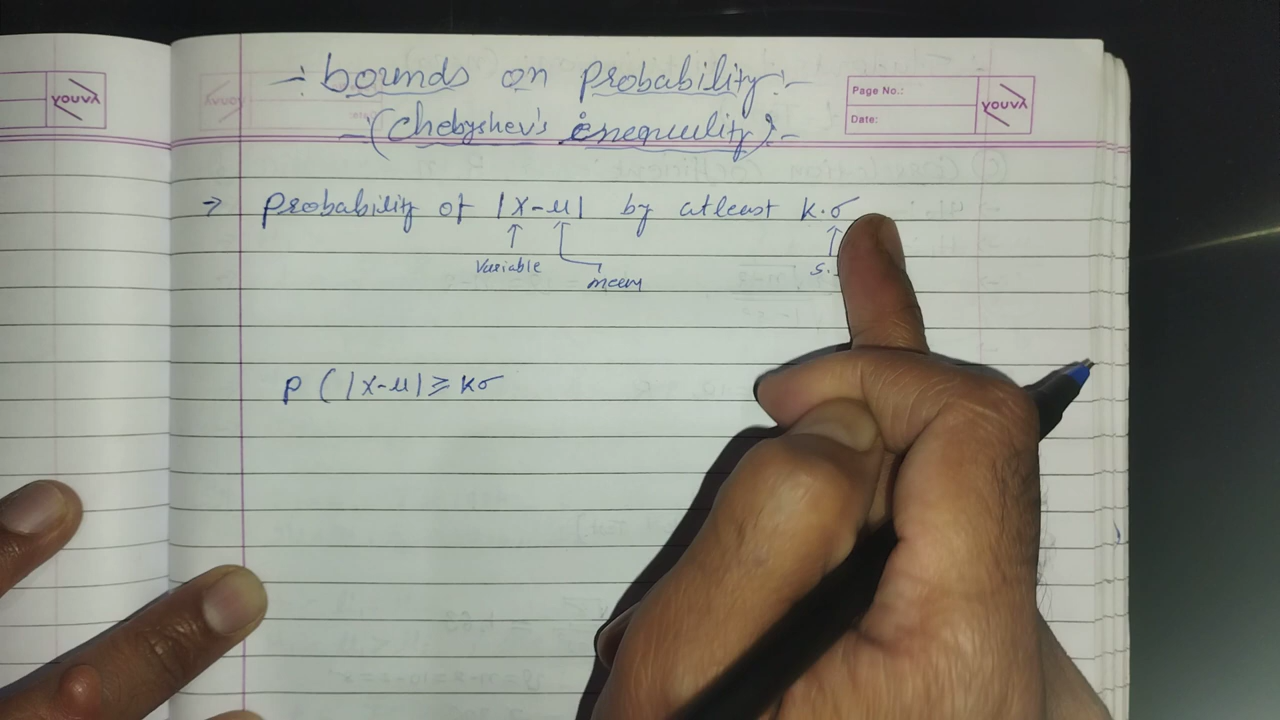 -: bounds on Probability :-
-(Chebyshev's inequality)-
Page No.:
Date:
youva
youva
→ Probability of |X-μ| by atleast k.σ
Variable
mean
S.
P ( |X-μ| ≥ kσ